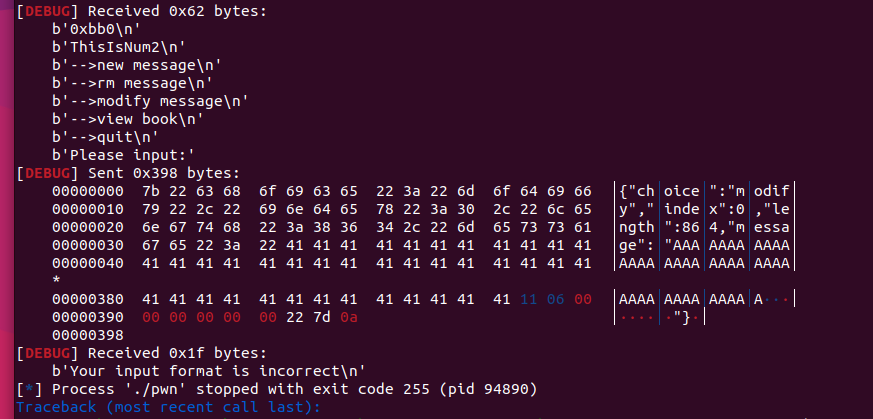 [DEBUG] Received 0x62 bytes:
b'0xbb0\n'
b'ThisIsNum2\n'
b'-->new message\n'
b'-->rm message\n'
b'-->modify message\n'
b'-->view book\n'
b'-->quit\n'
b'Please input:'
[DEBUG] Sent 0x398 bytes:
00000000 7b 22 63 68 6f 69 63 65 22 3a 22 6d 6f 64 69 66 │{"ch│oice│":"m│odif│
00000010 79 22 2c 22 69 6e 64 65 78 22 3a 30 2c 22 6c 65 │y","│inde│x":0│,"le│
00000020 6e 67 74 68 22 3a 38 36 34 2c 22 6d 65 73 73 61 │ngth│":86│4,"m│essa│
00000030 67 65 22 3a 22 41 41 41 41 41 41 41 41 41 41 41 │ge":│"AAA│AAAA│AAAA│
00000040 41 41 41 41 41 41 41 41 41 41 41 41 41 41 41 41 │AAAA│AAAA│AAAA│AAAA│
*
00000380 41 41 41 41 41 41 41 41 41 41 41 41 41 11 06 00 │AAAA│AAAA│AAAA│A···│
00000390 00 00 00 00 00 22 7d 0a │····│·"}·│
00000398
[DEBUG] Received 0x1f bytes:
b'Your input format is incorrect\n'
[*] Process './pwn' stopped with exit code 255 (pid 94890)
Traceback (most recent call last):